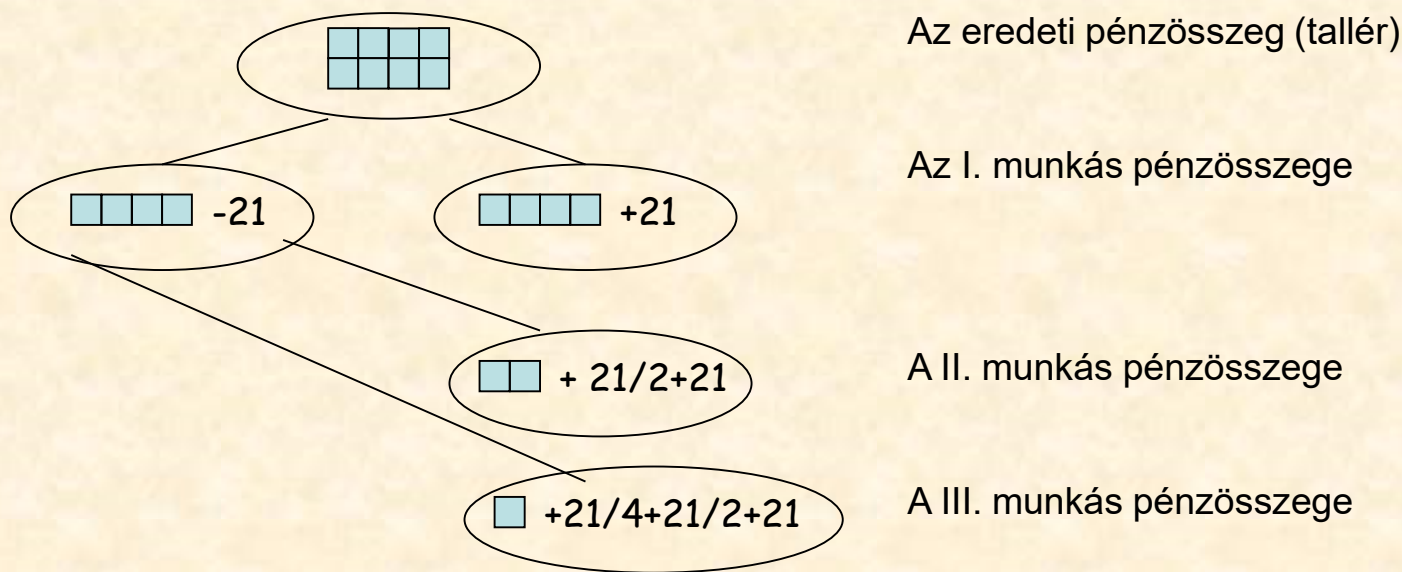 Az eredeti pénzösszeg (tallér)
Az I. munkás pénzösszege
-21
+21
+ 21/2+21
A II. munkás pénzösszege
+21/4+21/2+21
A III. munkás pénzösszege